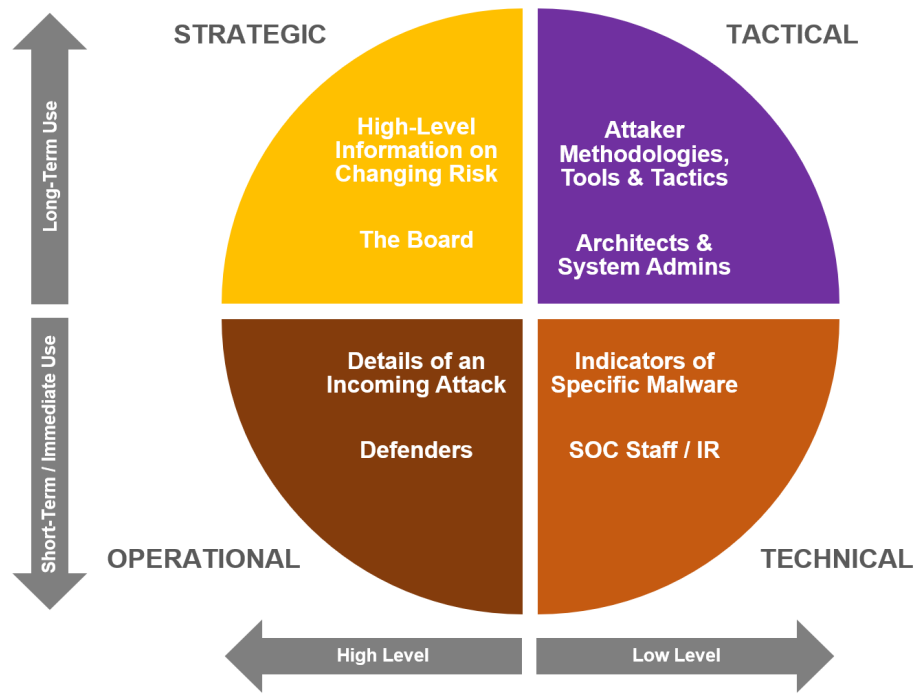 STRATEGIC
TACTICAL
Long-Term Use
High-Level
Information on
Changing Risk
The Board
Attaker
Methodologies,
Tools & Tactics
Architects &
System Admins
Short-Term / Immediate Use
Details of an
Incoming Attack
Defenders
Indicators of
Specific Malware
SOC Staff / IR
OPERATIONAL
TECHNICAL
High Level
Low Level